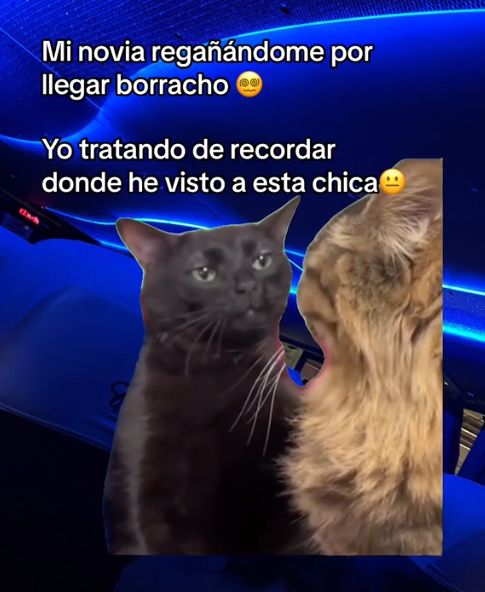 Mi novia regañándome por
llegar borracho 😵‍💫
Yo tratando de recordar
donde he visto a esta chica😐